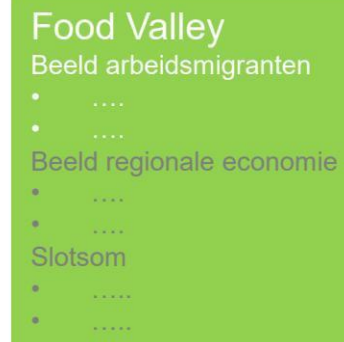 Food Valley
Beeld arbeidsmigranten
• ....
• ....
Beeld regionale economie
• ....
• ....
Slotsom
• .....
• .....